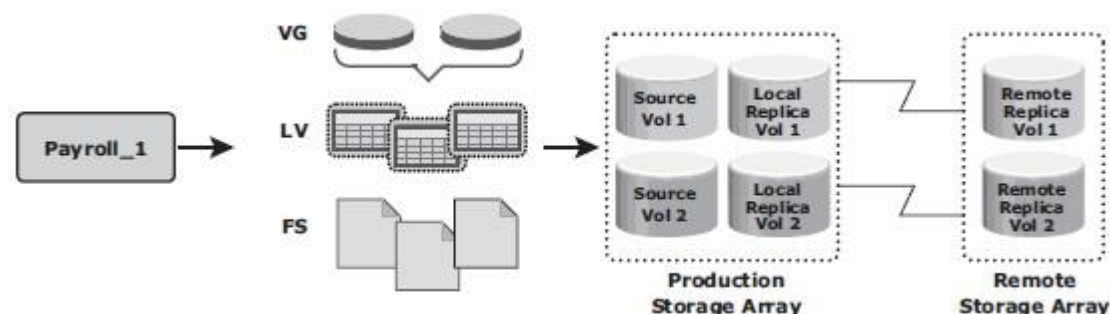 Payroll_1
VG
LV
FS
Source
Vol 1
Local
Replica
Vol 1
Source
Vol 2
Local
Replica
Vol 2
Production
Storage Array
Remote
Replica
Vol 1
Remote
Replica
Vol 2
Remote
Storage Array